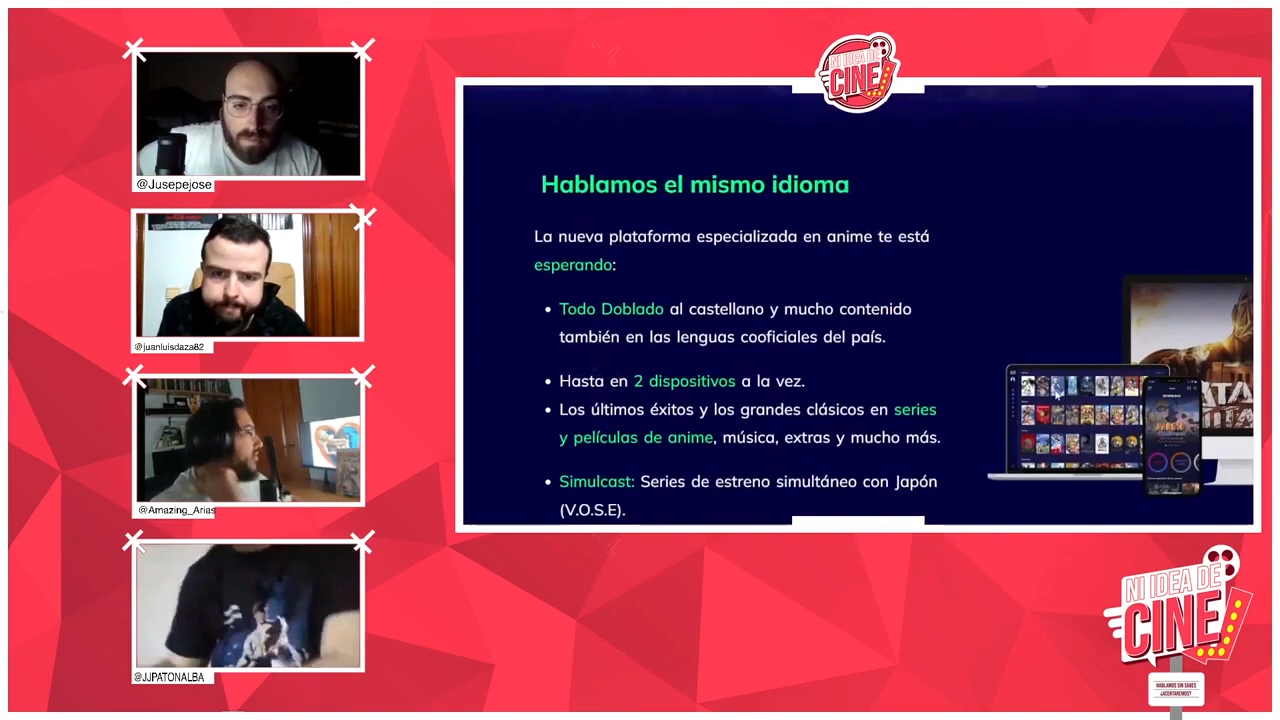 @Jusepejose
@juanluisdaza82
@Amazing_Arias
@JJPATONALBA
NI IDEA DE
CINE
Hablamos el mismo idioma
La nueva plataforma especializada en anime te está
esperando:
• Todo Doblado al castellano y mucho contenido
también en las lenguas cooficiales del país.
• Hasta en 2 dispositivos a la vez.
• Los últimos éxitos y los grandes clásicos en series
y películas de anime, música, extras y mucho más.
• Simulcast: Series de estreno simultáneo con Japón
(V.O.S.E).
NI IDEA DE
CINE
HABLAMOS SIN SABER
¿ACERTAREMOS?